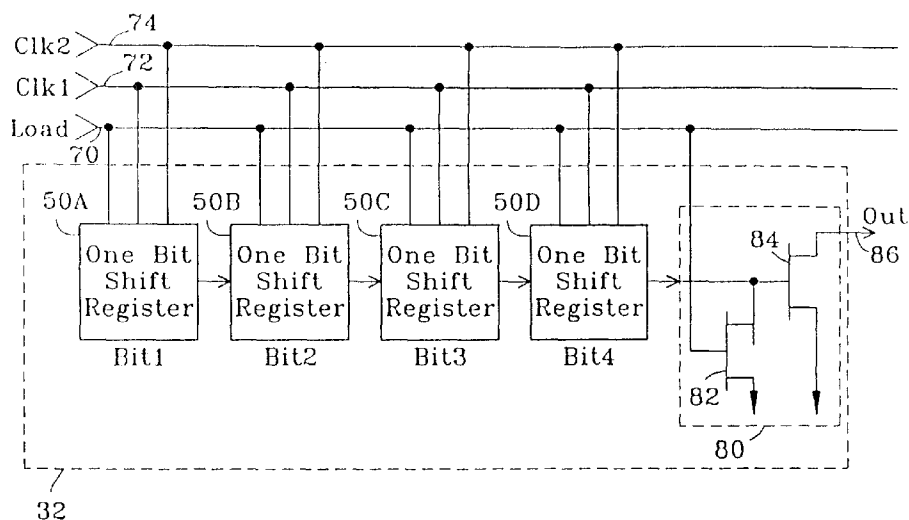 Clk2
74
Clk1
72
Load
70
50A
50B
50C
50D
One Bit
Shift
Register
One Bit
Shift
Register
One Bit
Shift
Register
One Bit
Shift
Register
Bit1
Bit2
Bit3
Bit4
84
Out
86
82
80
32